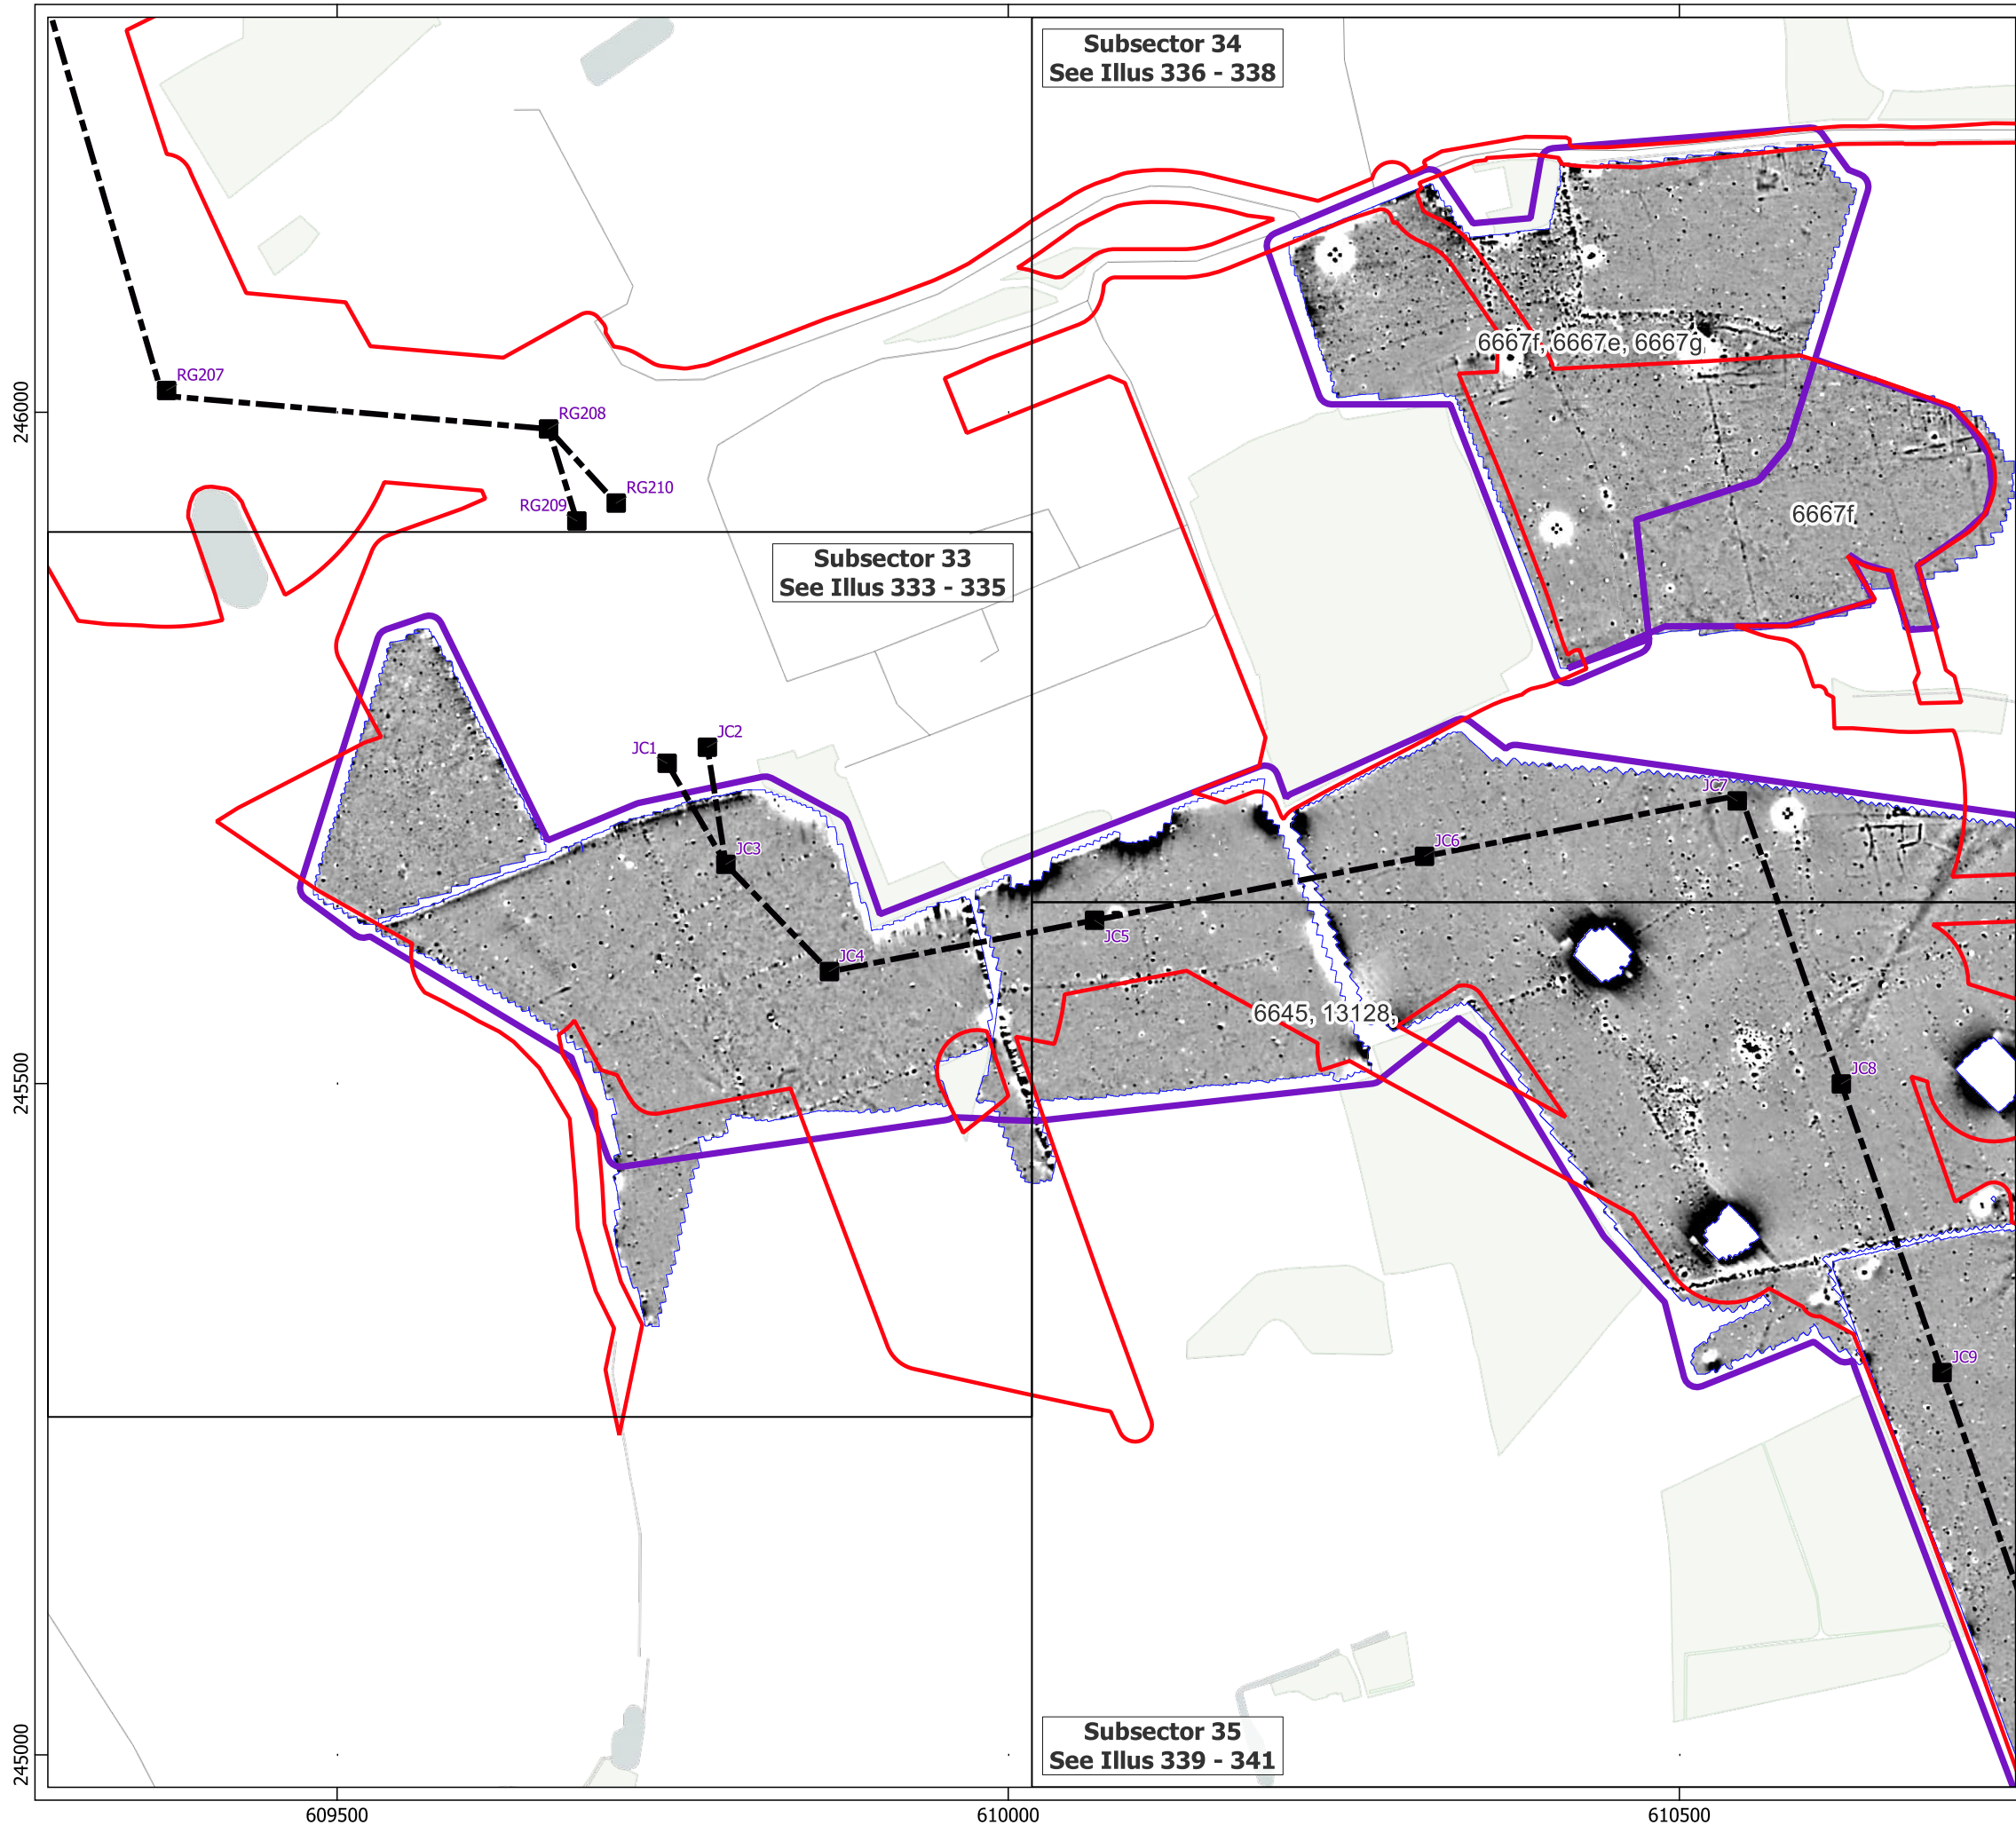 Subsector 34
See Illus 336 - 338
6667f, 6667e, 6667g
RG207
RG208
RG210
RG209
246000
6667f
Subsector 33
See Illus 333 - 335
JC2
JC1
JC7
JC6
JC3
JC5
JC4
6645, 13128,
245500
JC8
JC9
Subsector 35
See Illus 339 - 341
245000
609500
610000
610500